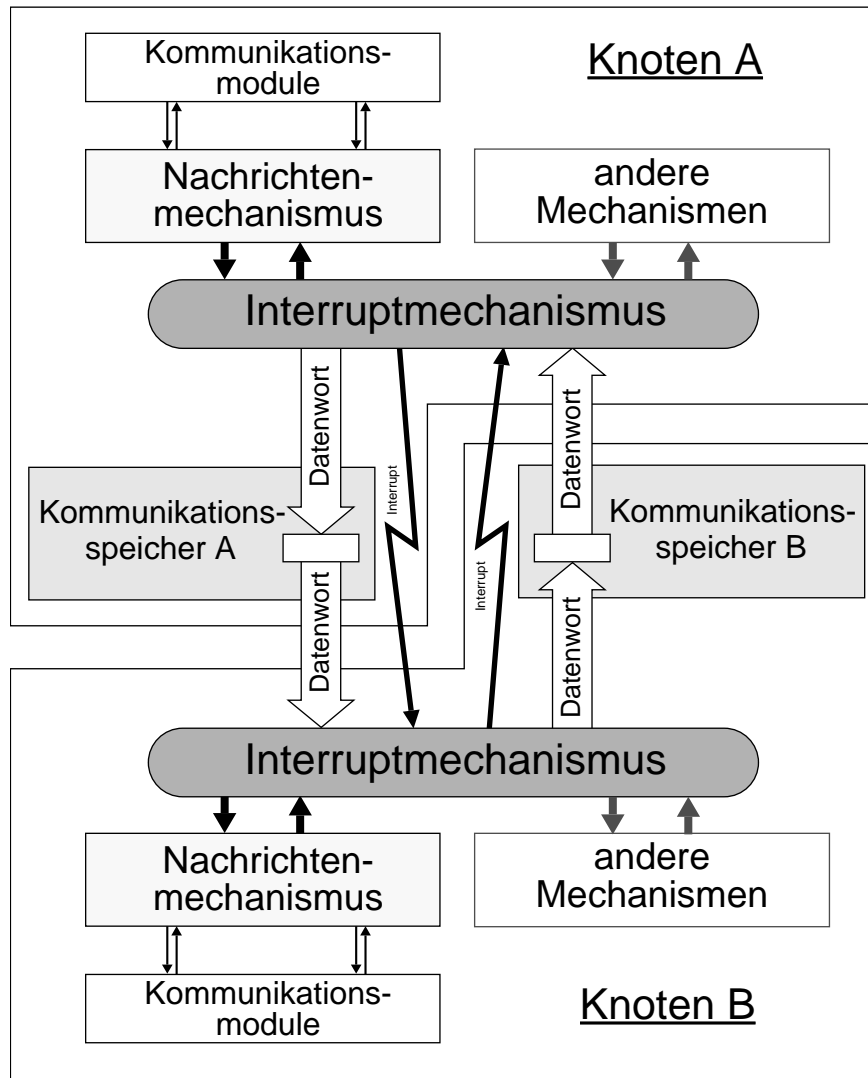 Kommunikations-
module
Knoten A
Nachrichten-
mechanismus
andere
Mechanismen
Interruptmechanismus
Datenwort
Interrupt
Datenwort
Kommunikations-
speicher A
Kommunikations-
speicher B
Datenwort
Interrupt
Datenwort
Interruptmechanismus
Nachrichten-
mechanismus
andere
Mechanismen
Kommunikations-
module
Knoten B